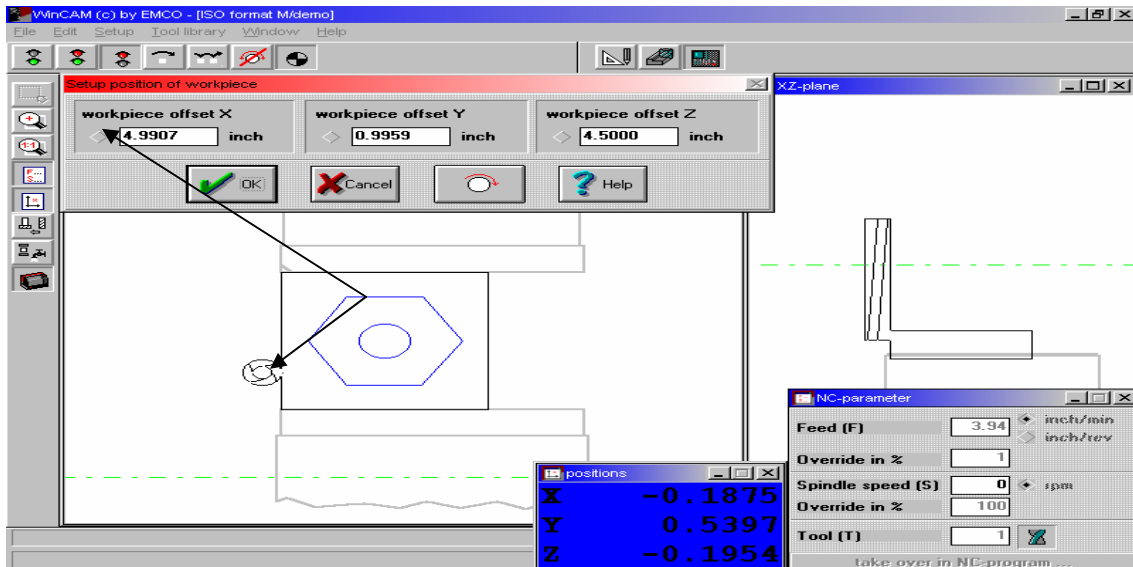 WinCAM (c) by EMCO - [ISO format M/demo]
File Edit Setup Tool library Window Help
Setup position of workpiece
workpiece offset X workpiece offset Y workpiece offset Z
4.9907 inch 0.9959 inch 4.5000 inch
OK Cancel Help
XZ-plane
1:1
F...
S...
NC-parameter
Feed (F) 3.94 inch/min
inch/rev
Override in % 1
Spindle speed (S) 0 rpm
Override in % 100
Tool (T) 1
take over in NC-program ...
positions
X -0.1875
Y 0.5397
Z -0.1954